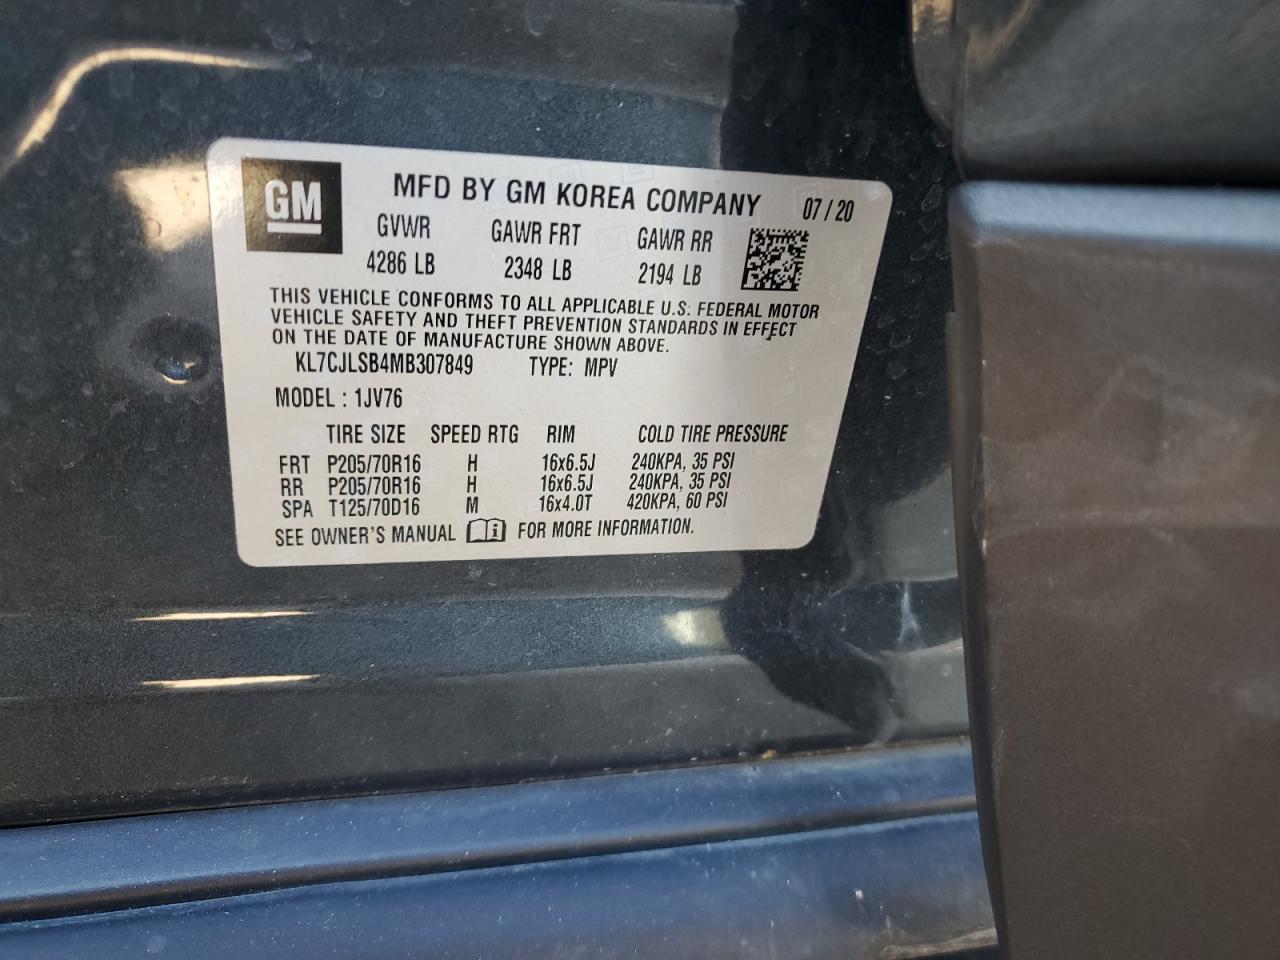 GM
MFD BY GM KOREA COMPANY 07 / 20
GVWR GAWR FRT GAWR RR
4286 LB 2348 LB 2194 LB
THIS VEHICLE CONFORMS TO ALL APPLICABLE U.S. FEDERAL MOTOR
VEHICLE SAFETY AND THEFT PREVENTION STANDARDS IN EFFECT
ON THE DATE OF MANUFACTURE SHOWN ABOVE.
KL7CJLSB4MB307849 TYPE: MPV
MODEL : 1JV76
TIRE SIZE SPEED RTG RIM COLD TIRE PRESSURE
FRT P205/70R16 H 16x6.5J 240KPA, 35 PSI
RR P205/70R16 H 16x6.5J 240KPA, 35 PSI
SPA T125/70D16 M 16x4.0T 420KPA, 60 PSI
SEE OWNER'S MANUAL i FOR MORE INFORMATION.